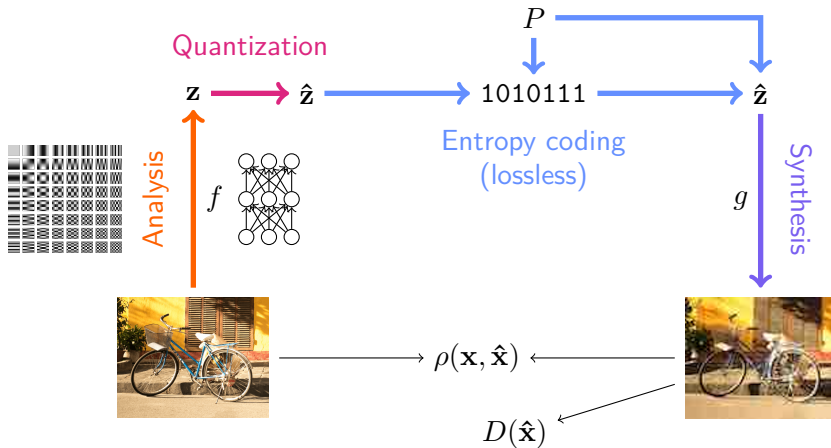 P
Quantization
z
ẑ
1010111
ẑ
Entropy coding
(lossless)
Analysis
f
g
Synthesis
ρ(x, x̂)
D(x̂)